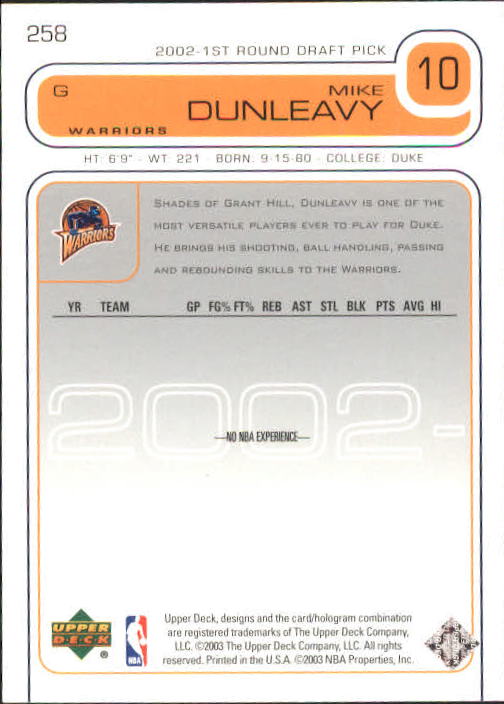 258
2002-1ST ROUND DRAFT PICK
10
G
MIKE
DUNLEAVY
WARRIORS
HT: 6'9" - WT: 221 - BORN: 9-15-80 - COLLEGE: DUKE
WARRIORS
SHADES OF GRANT HILL, DUNLEAVY IS ONE OF THE
MOST VERSATILE PLAYERS EVER TO PLAY FOR DUKE.
HE BRINGS HIS SHOOTING, BALL HANDLING, PASSING
AND REBOUNDING SKILLS TO THE WARRIORS.
YR TEAM GP FG% FT% REB AST STL BLK PTS AVG HI
2002-
—NO NBA EXPERIENCE—
UPPER
DECK
®
NBA
Upper Deck, designs and the card/hologram combination
are registered trademarks of The Upper Deck Company,
LLC. ©2003 The Upper Deck Company, LLC. All rights
reserved. Printed in the U.S.A. ©2003 NBA Properties, Inc.